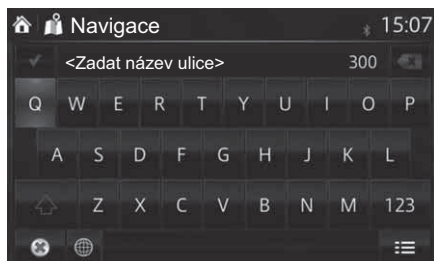 Navigace 15:07
<Zadat název ulice> 300
Q W E R T Y U I O P
A S D F G H J K L
Z X C V B N M 123